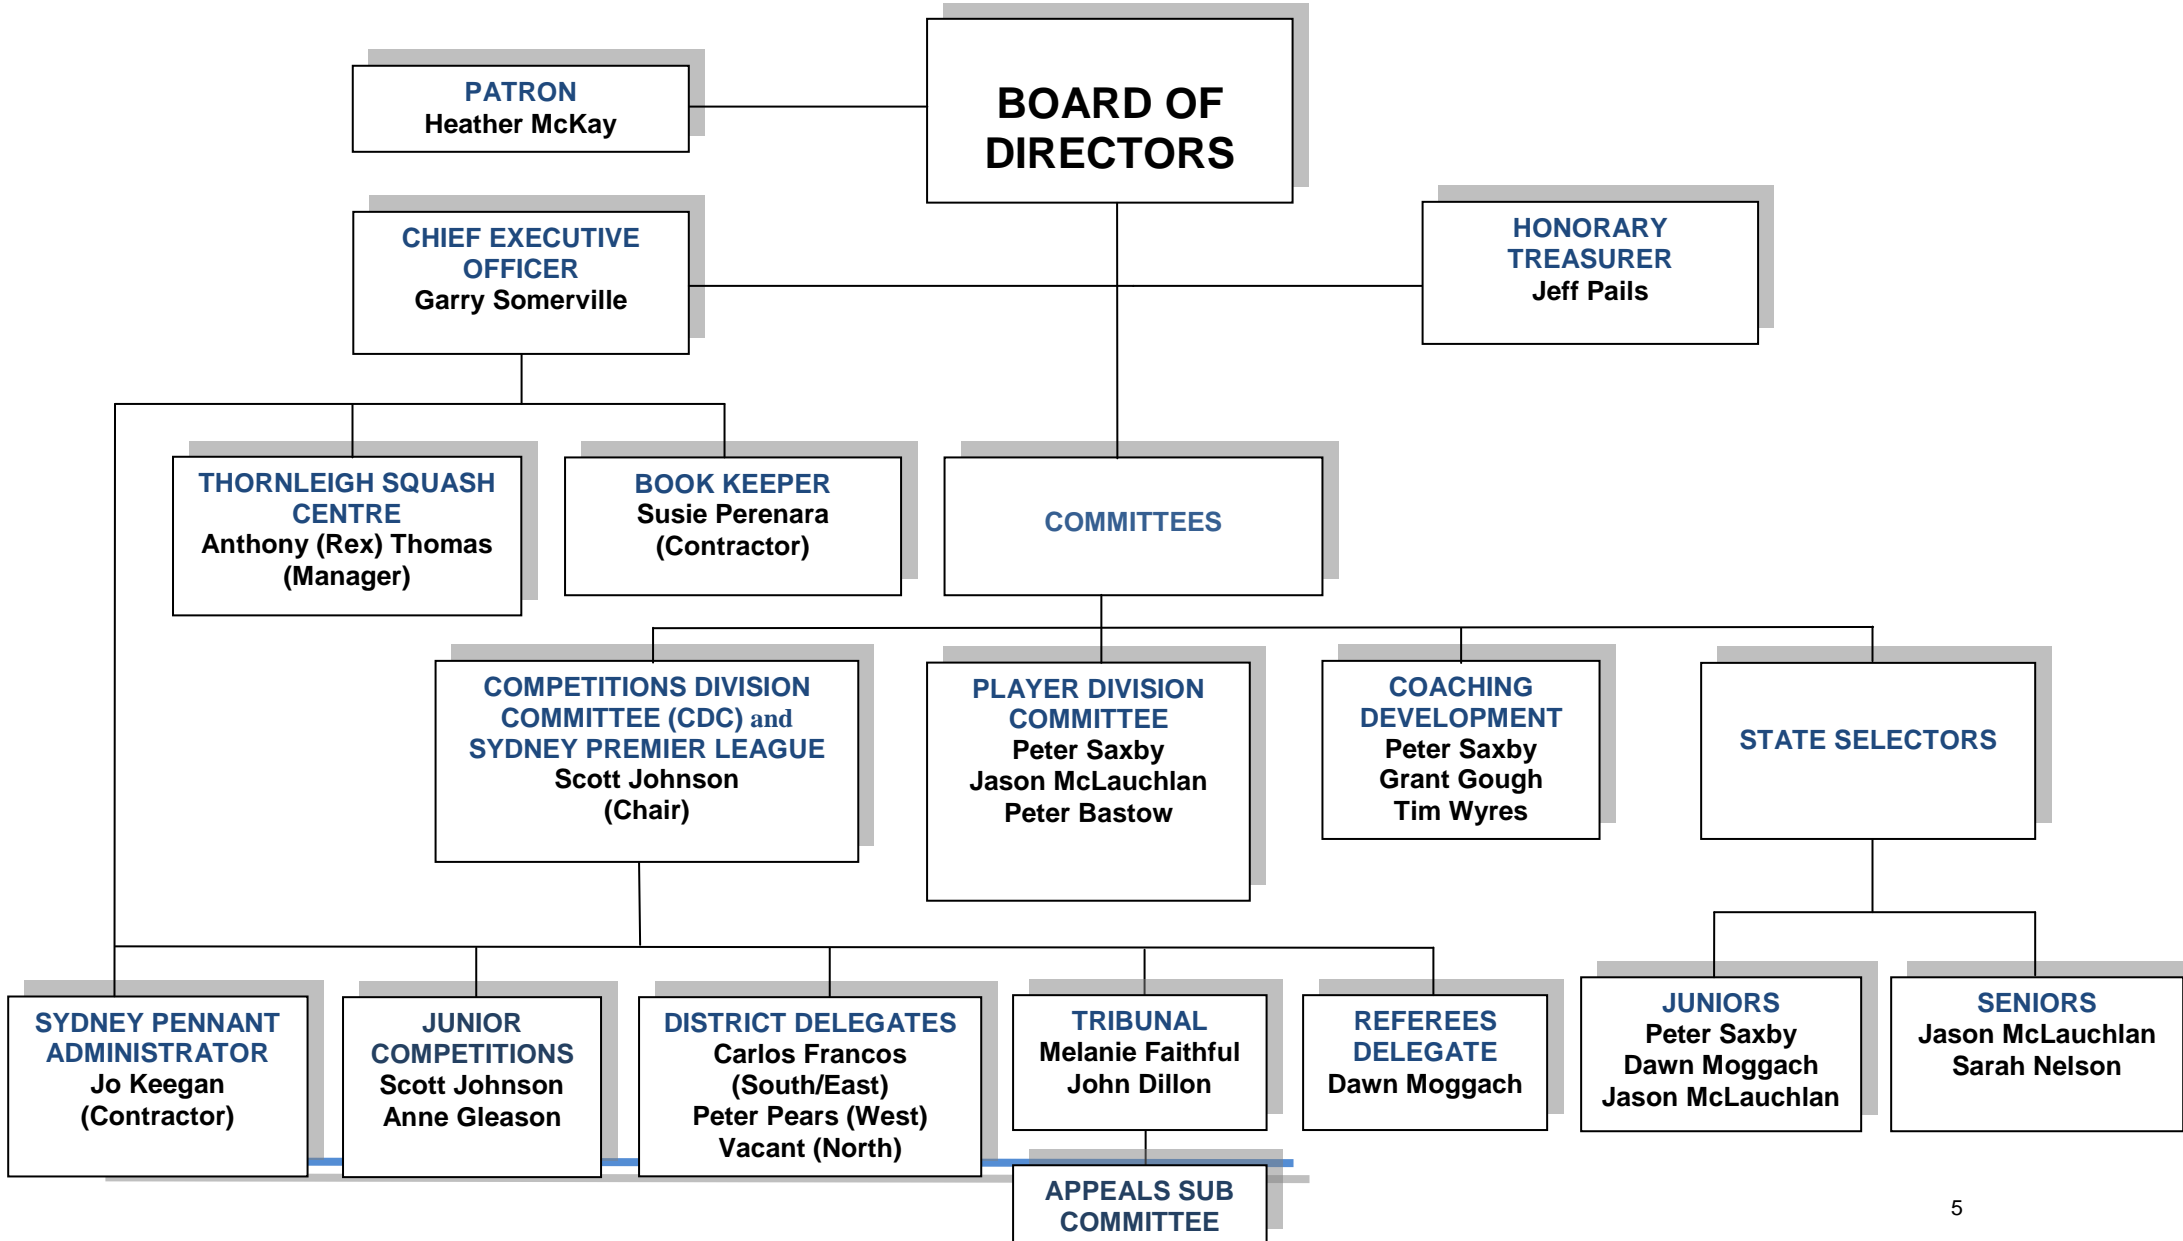 BOARD OF
DIRECTORS
PATRON
Heather McKay
CHIEF EXECUTIVE
OFFICER
Garry Somerville
HONORARY
TREASURER
Jeff Pails
THORNLEIGH SQUASH
CENTRE
Anthony (Rex) Thomas
(Manager)
BOOK KEEPER
Susie Perenara
(Contractor)
COMMITTEES
COMPETITIONS DIVISION
COMMITTEE (CDC) and
SYDNEY PREMIER LEAGUE
Scott Johnson
(Chair)
PLAYER DIVISION
COMMITTEE
Peter Saxby
Jason McLauchlan
Peter Bastow
COACHING
DEVELOPMENT
Peter Saxby
Grant Gough
Tim Wyres
STATE SELECTORS
SYDNEY PENNANT
ADMINISTRATOR
Jo Keegan
(Contractor)
JUNIOR
COMPETITIONS
Scott Johnson
Anne Gleason
DISTRICT DELEGATES
Carlos Francos
(South/East)
Peter Pears (West)
Vacant (North)
TRIBUNAL
Melanie Faithful
John Dillon
REFEREES
DELEGATE
Dawn Moggach
JUNIORS
Peter Saxby
Dawn Moggach
Jason McLauchlan
SENIORS
Jason McLauchlan
Sarah Nelson
APPEALS SUB
COMMITTEE
5